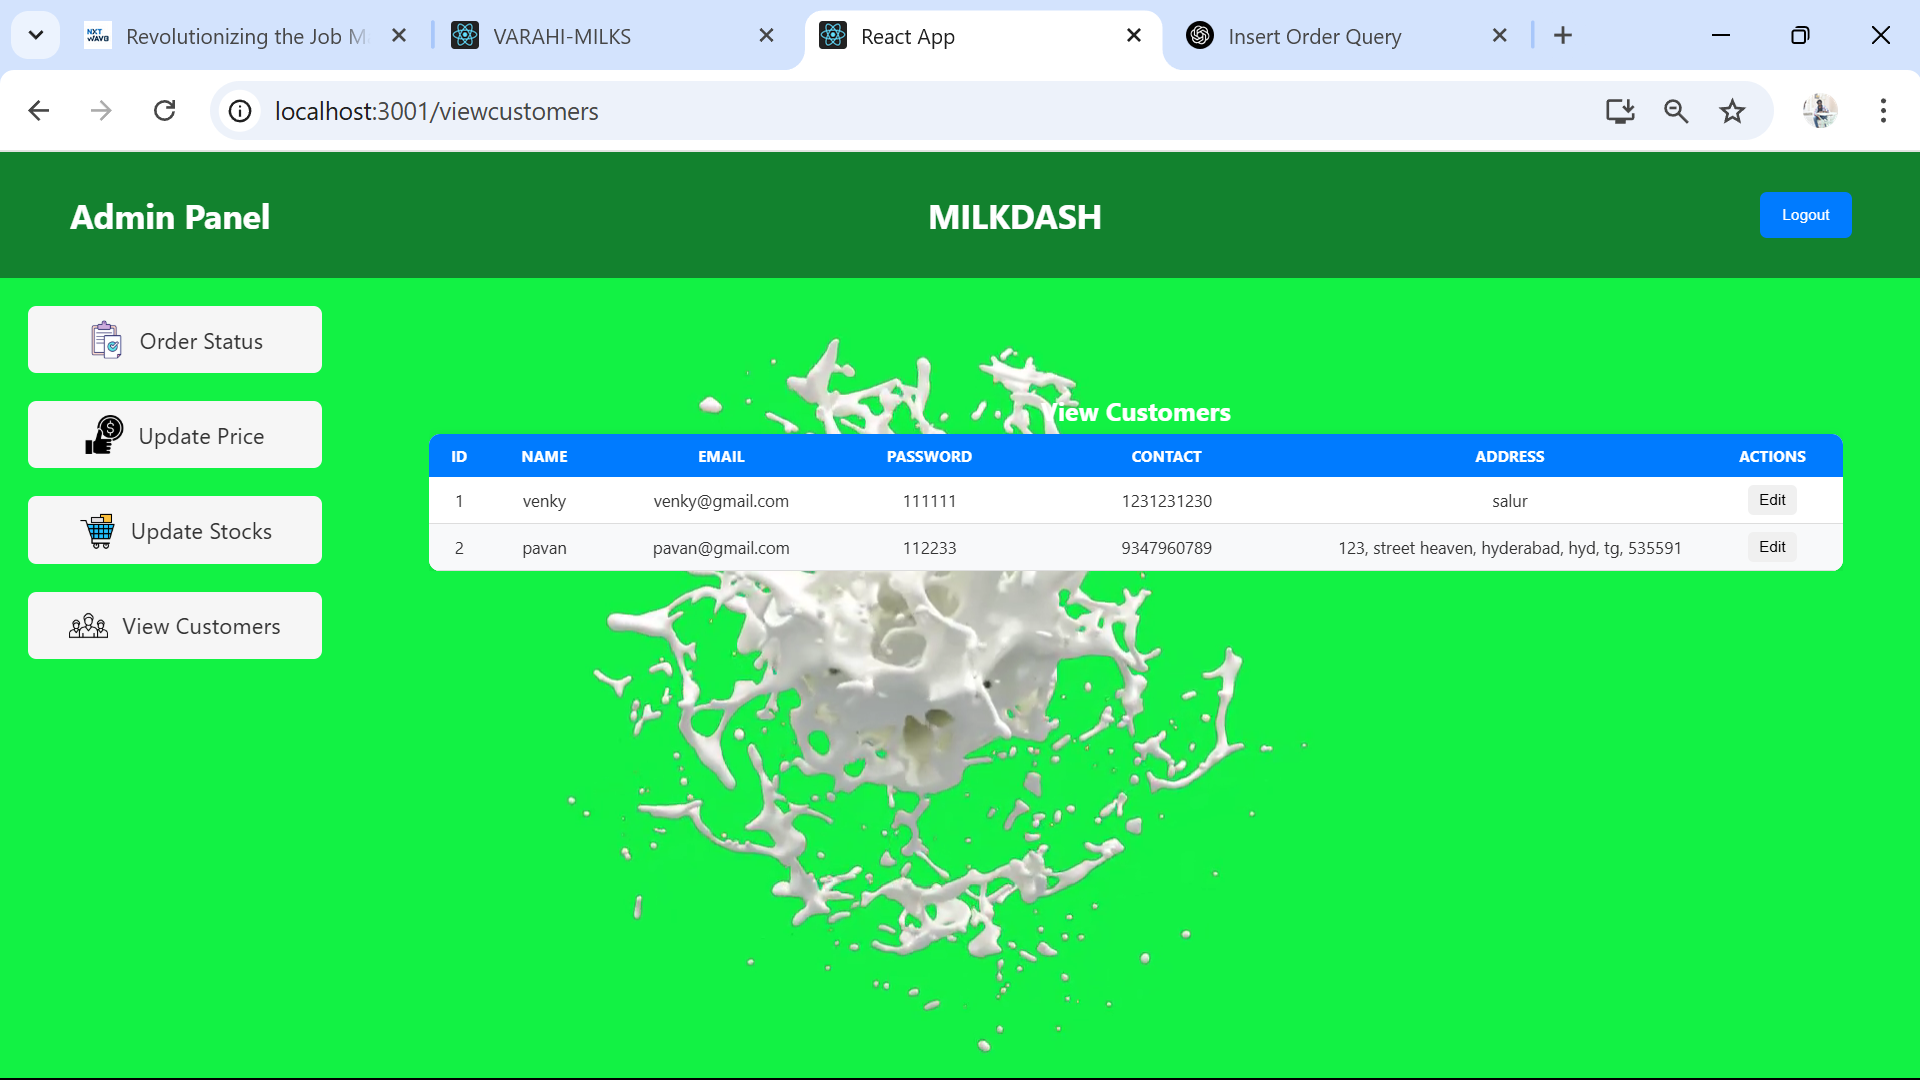 NXT WAVE Revolutionizing the Job M
VARAHI-MILKS
React App
Insert Order Query
localhost:3001/viewcustomers
Admin Panel
MILKDASH
Logout
Order Status
Update Price
Update Stocks
View Customers
View Customers
ID NAME EMAIL PASSWORD CONTACT ADDRESS ACTIONS
1 venky venky@gmail.com 111111 1231231230 salur Edit
2 pavan pavan@gmail.com 112233 9347960789 123, street heaven, hyderabad, hyd, tg, 535591 Edit